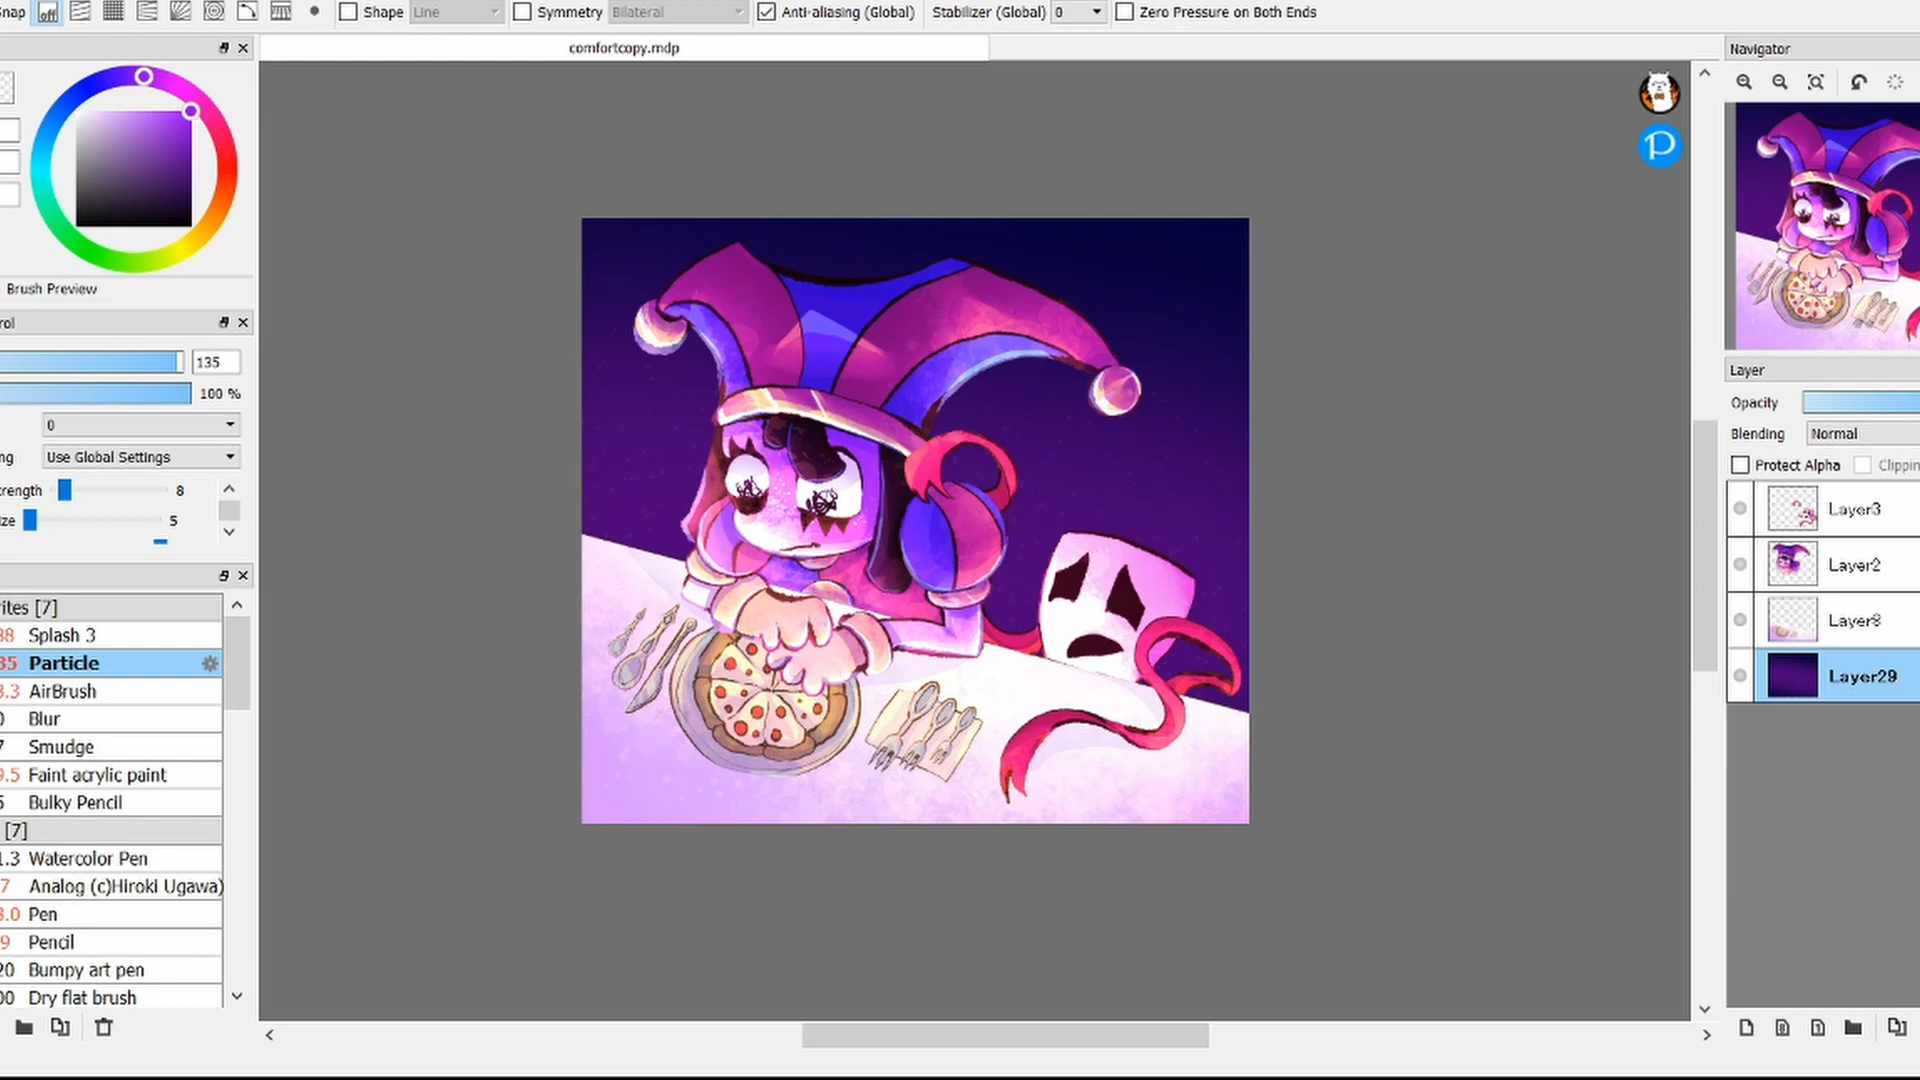 Snap off Shape Line Symmetry Bilateral Anti-aliasing (Global) Stabilizer (Global) 0 Zero Pressure on Both Ends
comfortcopy.mdp
Navigator
P
Brush Preview
rol
135
100 %
0
ng Use Global Settings
trength 8
ize 5
Layer
Opacity
Blending Normal
Protect Alpha Clippin
Layer3
Layer2
Layer8
Layer29
rites [7]
88 Splash 3
35 Particle
3.3 AirBrush
0 Blur
7 Smudge
9.5 Faint acrylic paint
5 Bulky Pencil
[7]
1.3 Watercolor Pen
7 Analog (c)Hiroki Ugawa)
3.0 Pen
9 Pencil
20 Bumpy art pen
00 Dry flat brush